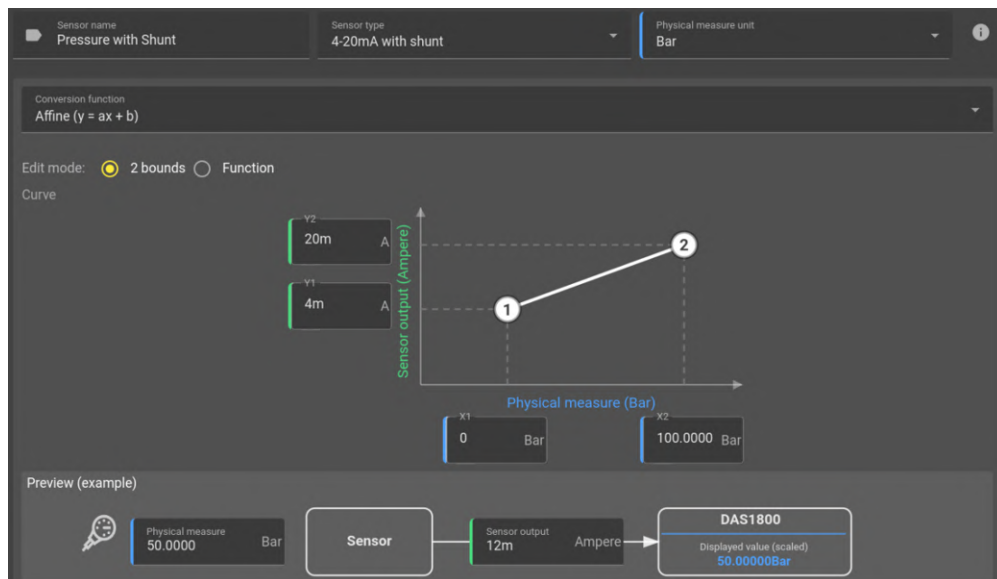 Sensor name
Pressure with Shunt
Sensor type
4-20mA with shunt
Physical measure unit
Bar
Conversion function
Affine (y = ax + b)
Edit mode: 2 bounds Function
Curve
Y2
20m A
Y1
4m A
Sensor output (Ampere)
2
1
Physical measure (Bar)
X1
0 Bar
X2
100.0000 Bar
Preview (example)
Physical measure
50.0000 Bar
Sensor
Sensor output
12m Ampere
DAS1800
Displayed value (scaled)
50.00000Bar